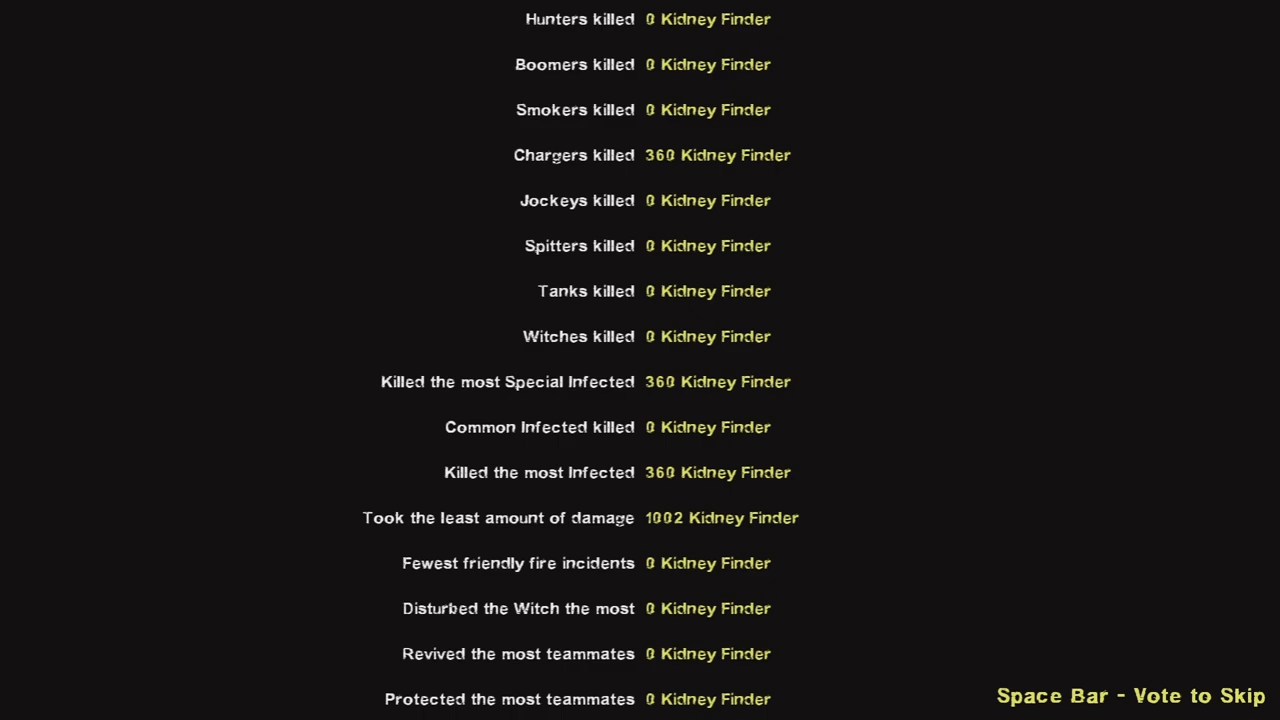 Hunters killed 0 Kidney Finder
Boomers killed 0 Kidney Finder
Smokers killed 0 Kidney Finder
Chargers killed 360 Kidney Finder
Jockeys killed 0 Kidney Finder
Spitters killed 0 Kidney Finder
Tanks killed 0 Kidney Finder
Witches killed 0 Kidney Finder
Killed the most Special Infected 360 Kidney Finder
Common Infected killed 0 Kidney Finder
Killed the most Infected 360 Kidney Finder
Took the least amount of damage 1002 Kidney Finder
Fewest friendly fire incidents 0 Kidney Finder
Disturbed the Witch the most 0 Kidney Finder
Revived the most teammates 0 Kidney Finder
Protected the most teammates 0 Kidney Finder
Space Bar - Vote to Skip